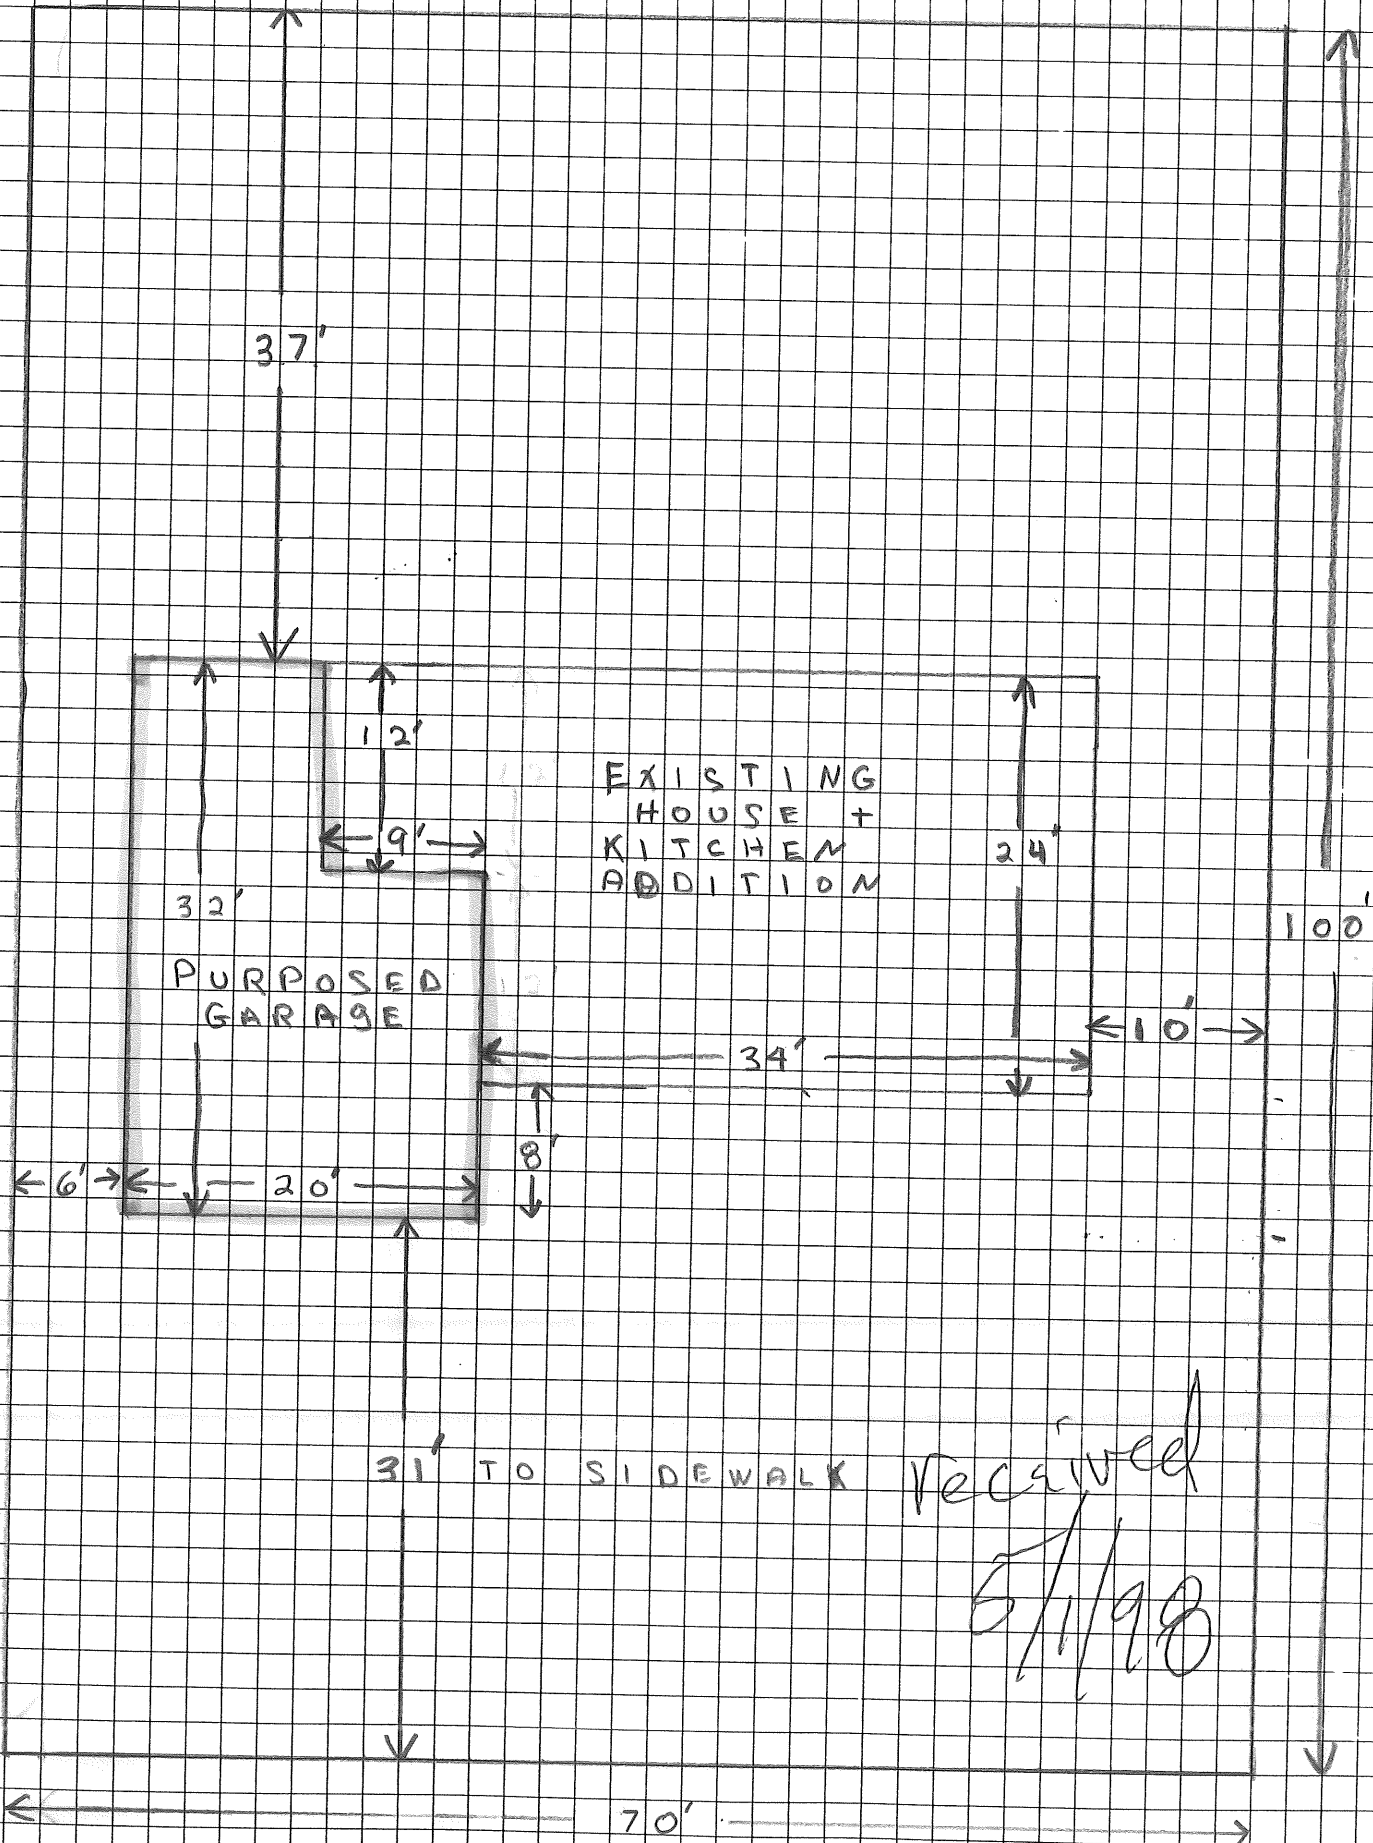 37'
12'
EXISTING
HOUSE +
KITCHEN
ADDITION
9'
24'
32'
100'
PURPOSED
GARAGE
10'
34'
8'
6'
20'
31' TO SIDEWALK
received
5/1/98
70'